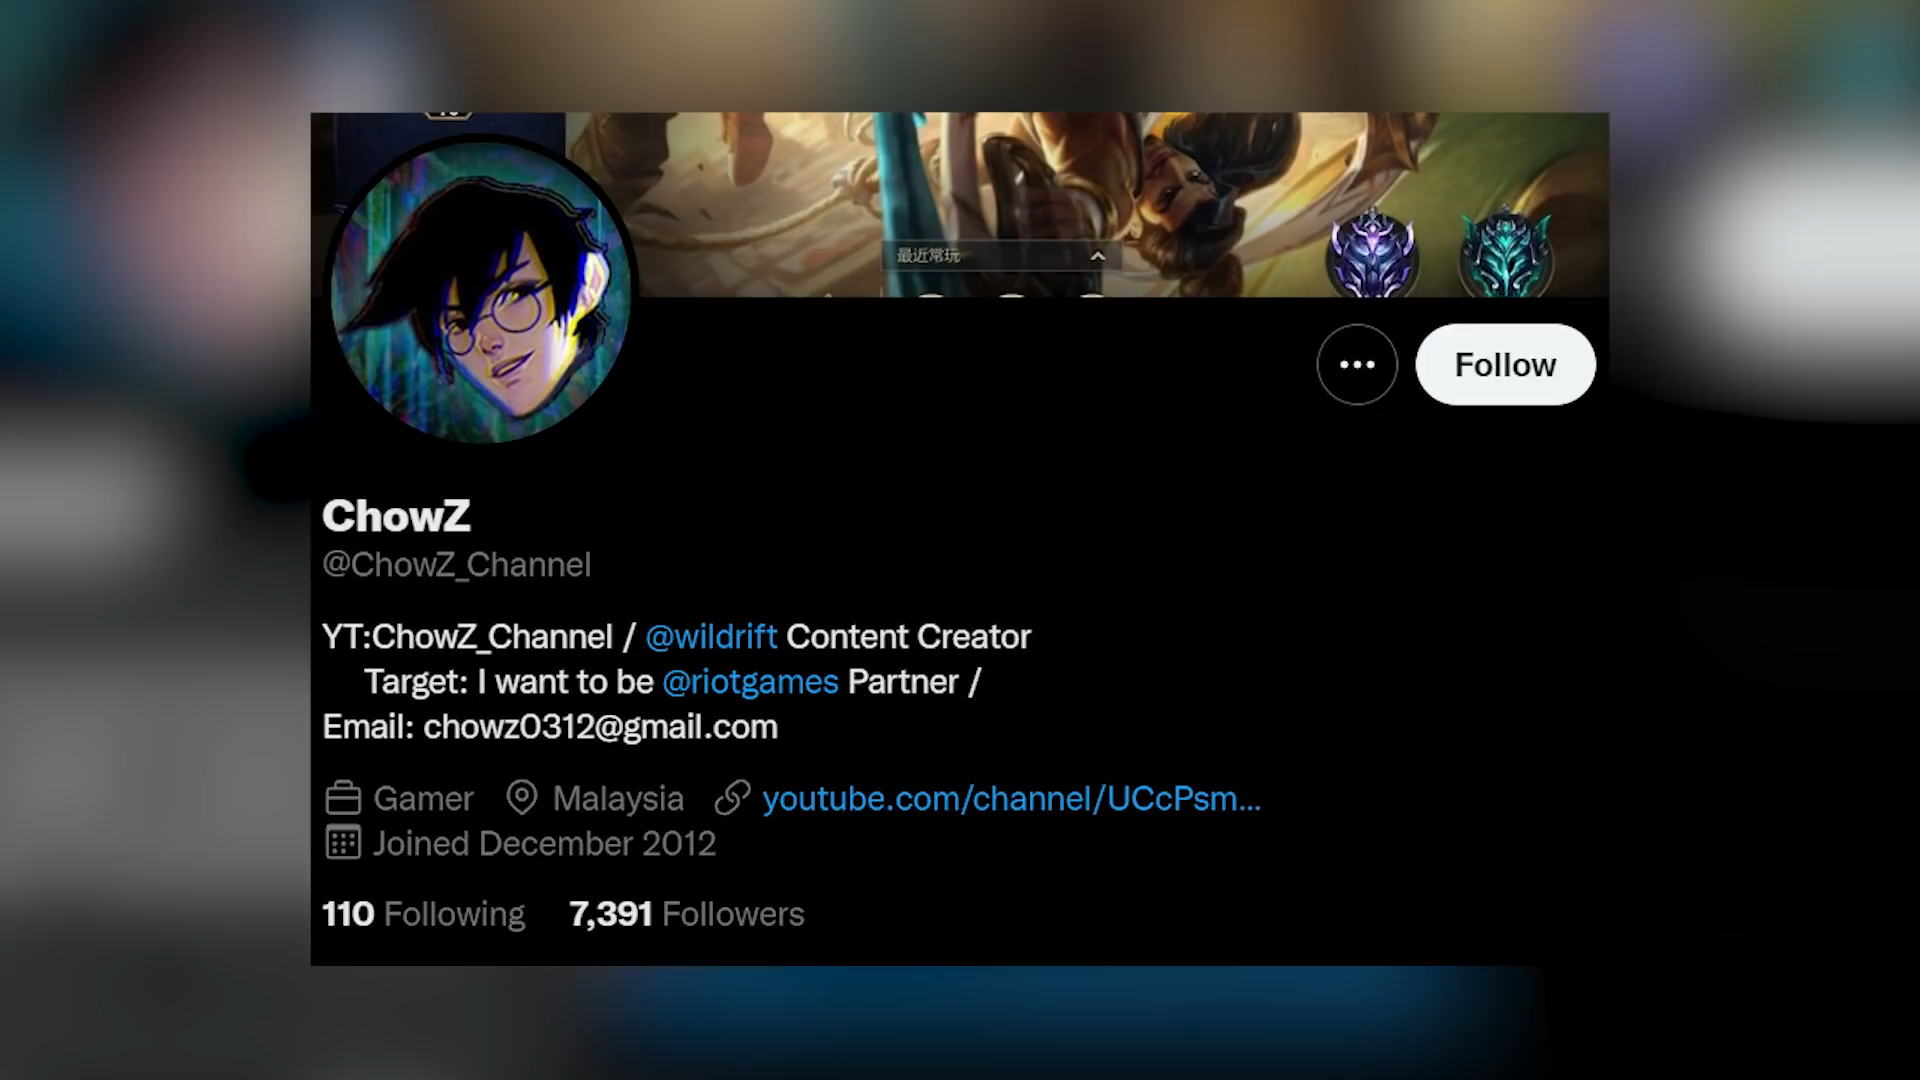 最近常玩
Follow
ChowZ
@ChowZ_Channel
YT:ChowZ_Channel / @wildrift Content Creator
Target: I want to be @riotgames Partner /
Email: chowz0312@gmail.com
Gamer Malaysia youtube.com/channel/UCcPsm...
Joined December 2012
110 Following 7,391 Followers